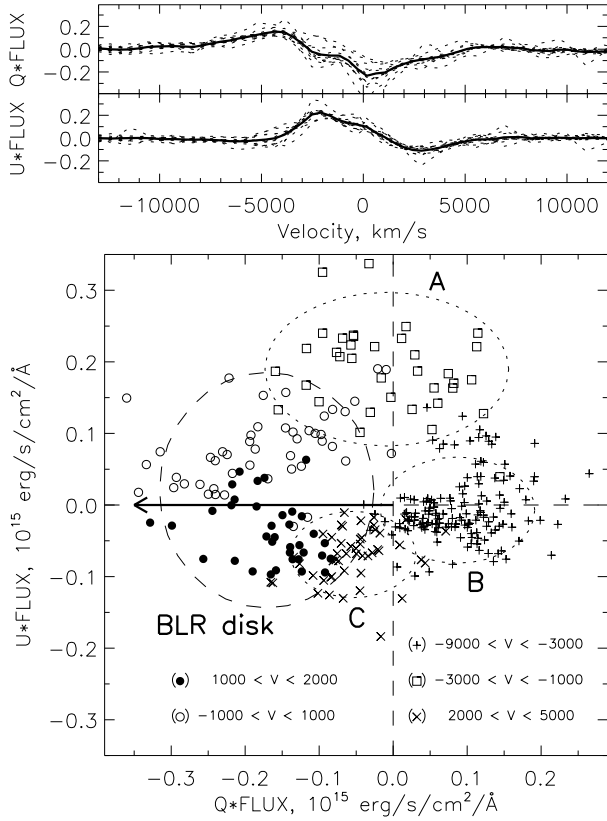 0.2
0.0
-0.2
Q*FLUX
0.2
0.0
-0.2
U*FLUX
-10000 -5000 0 5000 10000
Velocity, km/s
0.3
0.2
0.1
0.0
-0.1
-0.2
-0.3
U*FLUX, 10^15 erg/s/cm^2/Å
A
B
C
BLR disk
(+) -9000 < V < -3000
(●) 1000 < V < 2000
(□) -3000 < V < -1000
(○) -1000 < V < 1000
(×) 2000 < V < 5000
-0.3 -0.2 -0.1 0.0 0.1 0.2
Q*FLUX, 10^15 erg/s/cm^2/Å